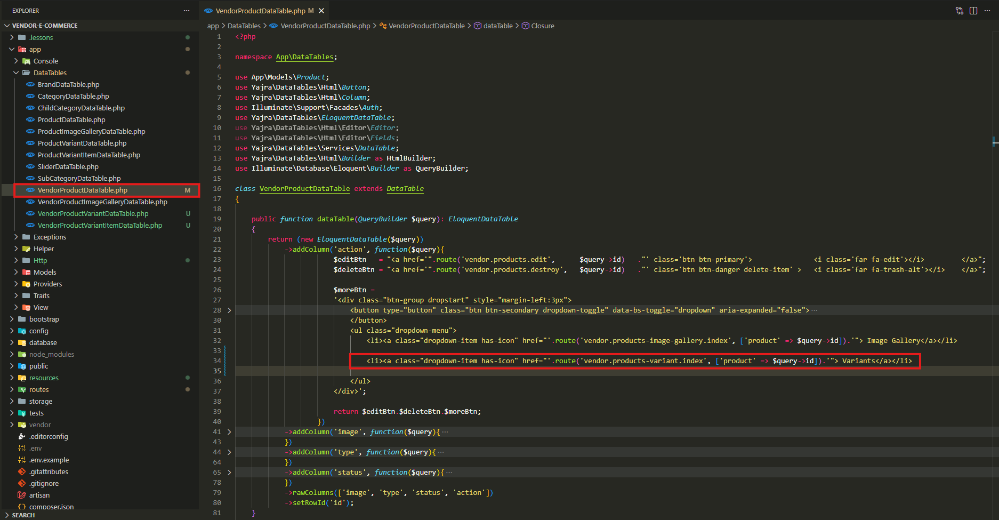 EXPLORER ···
VENDOR-E-COMMERCE
.lessons
app
Console
DataTables
BrandDataTable.php
CategoryDataTable.php
ChildCategoryDataTable.php
ProductDataTable.php
ProductImageGalleryDataTable.php
ProductVariantDataTable.php
ProductVariantItemDataTable.php
SliderDataTable.php
SubCategoryDataTable.php
VendorProductDataTable.php M
VendorProductImageGalleryDataTable.php
VendorProductVariantDataTable.php U
VendorProductVariantItemDataTable.php U
Exceptions
Helper
Http
Models
Providers
Traits
View
bootstrap
config
database
node_modules
public
resources
routes
storage
tests
vendor
.editorconfig
.env
.env.example
.gitattributes
.gitignore
artisan
composer.json
SEARCH
VendorProductDataTable.php M
app > DataTables > VendorProductDataTable.php > VendorProductDataTable > dataTable > Closure
1 <?php
2
3 namespace App\DataTables;
4
5 use App\Models\Product;
6 use Yajra\DataTables\Html\Button;
7 use Yajra\DataTables\Html\Column;
8 use Illuminate\Support\Facades\Auth;
9 use Yajra\DataTables\EloquentDataTable;
10 use Yajra\DataTables\Html\Editor\Editor;
11 use Yajra\DataTables\Html\Editor\Fields;
12 use Yajra\DataTables\Services\DataTable;
13 use Yajra\DataTables\Html\Builder as HtmlBuilder;
14 use Illuminate\Database\Eloquent\Builder as QueryBuilder;
15
16 class VendorProductDataTable extends DataTable
17 {
18
19 public function dataTable(QueryBuilder $query): EloquentDataTable
20 {
21 return (new EloquentDataTable($query))
22 ->addColumn('action', function($query){
23 $editBtn = "<a href='".route('vendor.products.edit', $query->id) ."' class='btn btn-primary'> <i class='far fa-edit'></i> </a>";
24 $deleteBtn = "<a href='".route('vendor.products.destroy', $query->id) ."' class='btn btn-danger delete-item' > <i class='far fa-trash-alt'></i> </a>";
25
26 $moreBtn =
27 '<div class="btn-group dropstart" style="margin-left:3px">
28 <button type="button" class="btn btn-secondary dropdown-toggle" data-bs-toggle="dropdown" aria-expanded="false">···
30 </button>
31 <ul class="dropdown-menu">
32 <li><a class="dropdown-item has-icon" href="'.route('vendor.products-image-gallery.index', ['product' => $query->id]).'"> Image Gallery</a></li>
33
34 <li><a class="dropdown-item has-icon" href="'.route('vendor.products-variant.index', ['product' => $query->id]).'"> Variants</a></li>
35
36 </ul>
37 </div>';
38
39 return $editBtn.$deleteBtn.$moreBtn;
40 })
41 ->addColumn('image', function($query){···
43 })
44 ->addColumn('type', function($query){···
64 })
65 ->addColumn('status', function($query){···
78 })
79 ->rawColumns(['image', 'type', 'status', 'action'])
80 ->setRowId('id');
81 }